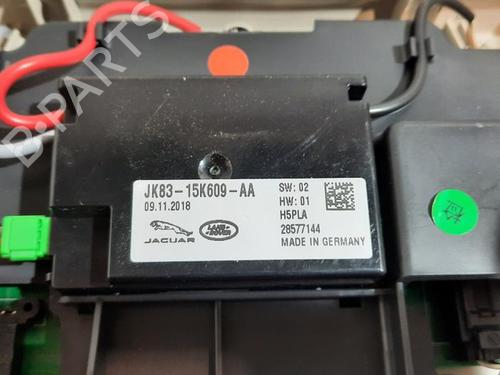 B-PARTS
JK83-15K609-AA
09.11.2018
SW: 02
HW: 01
H5PLA
28577144
MADE IN GERMANY
JAGUAR
LAND ROVER